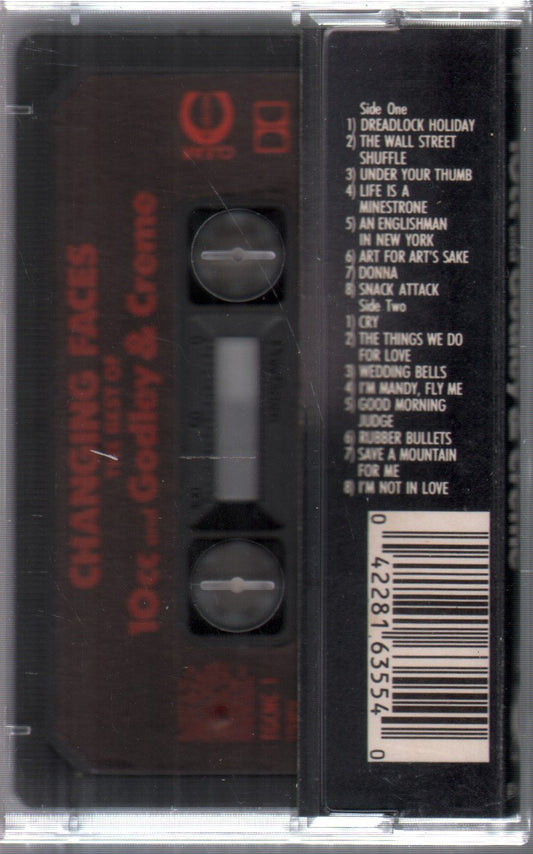 CHANGING FACES
THE BEST OF
10cc and Godley & Creme
Side One
1) DREADLOCK HOLIDAY
2) THE WALL STREET
SHUFFLE
3) UNDER YOUR THUMB
4) LIFE IS A
MINESTRONE
5) AN ENGLISHMAN
IN NEW YORK
6) ART FOR ART'S SAKE
7) DONNA
8) SNACK ATTACK
Side Two
1) CRY
2) THE THINGS WE DO
FOR LOVE
3) WEDDING BELLS
4) I'M MANDY, FLY ME
5) GOOD MORNING
JUDGE
6) RUBBER BULLETS
7) SAVE A MOUNTAIN
FOR ME
8) I'M NOT IN LOVE
0 42281 63554 0